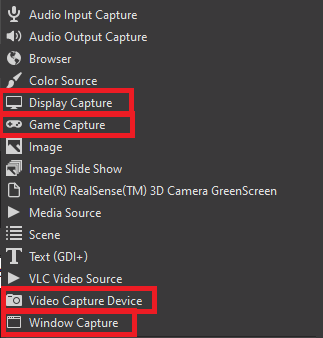 Audio Input Capture
Audio Output Capture
Browser
Color Source
Display Capture
Game Capture
Image
Image Slide Show
Intel(R) RealSense(TM) 3D Camera GreenScreen
Media Source
Scene
Text (GDI+)
VLC Video Source
Video Capture Device
Window Capture